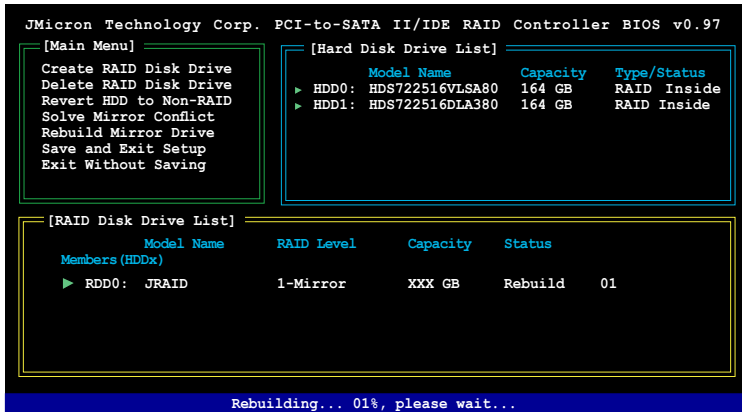 JMicron Technology Corp. PCI-to-SATA II/IDE RAID Controller BIOS v0.97
[Main Menu]
Create RAID Disk Drive
Delete RAID Disk Drive
Revert HDD to Non-RAID
Solve Mirror Conflict
Rebuild Mirror Drive
Save and Exit Setup
Exit Without Saving
[Hard Disk Drive List]
Model Name Capacity Type/Status
HDD0: HDS722516VLSA80 164 GB RAID Inside
HDD1: HDS722516DLA380 164 GB RAID Inside
[RAID Disk Drive List]
Model Name RAID Level Capacity Status
Members(HDDx)
RDD0: JRAID 1-Mirror XXX GB Rebuild 01
Rebuilding... 01%, please wait...